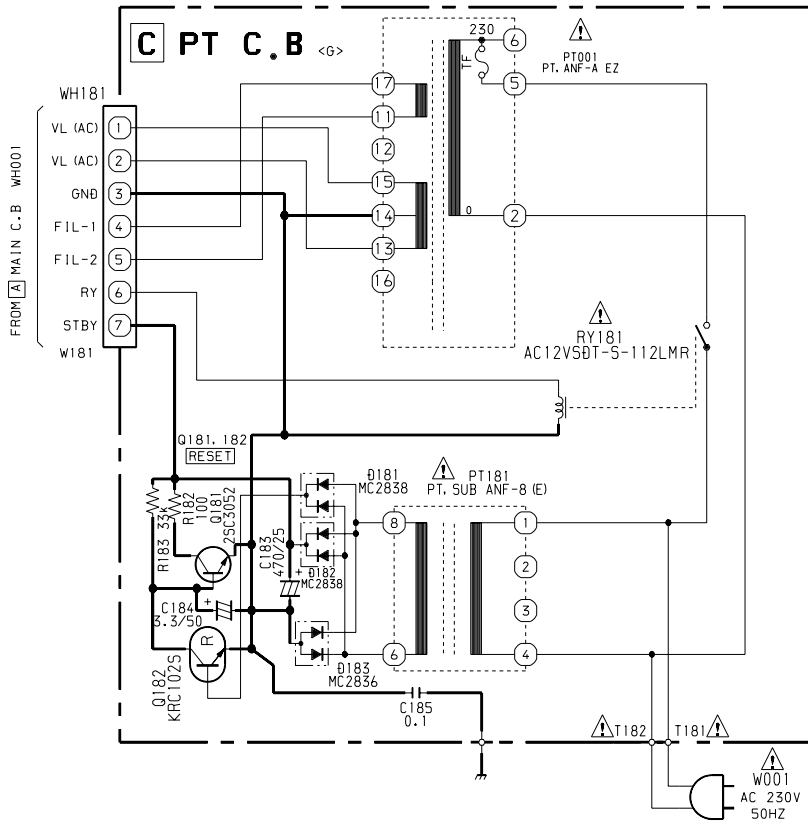 C PT C.B <G>
230
6
TF
PT001
PT. ANF-A EZ
5
17
WH181
11
VL (AC) 1
12
VL (AC) 2
15
GND 3
14
0
2
FIL-1 4
13
FIL-2 5
16
RY 6
STBY 7
W181
FROM A MAIN C.B WH001
RY181
AC12VSDT-S-112LMR
Q181, 182
RESET
D181
MC2838
PT181
PT. SUB ANF-8 (E)
8
1
R183 33K
R182
100
Q181
2SC3052
C183
470/25
+
D182
MC2838
2
C184
3.3/50
+
3
R
6
4
Q182
KRC102S
D183
MC2836
C185
0.1
T182
T181
W001
AC 230V
50HZ